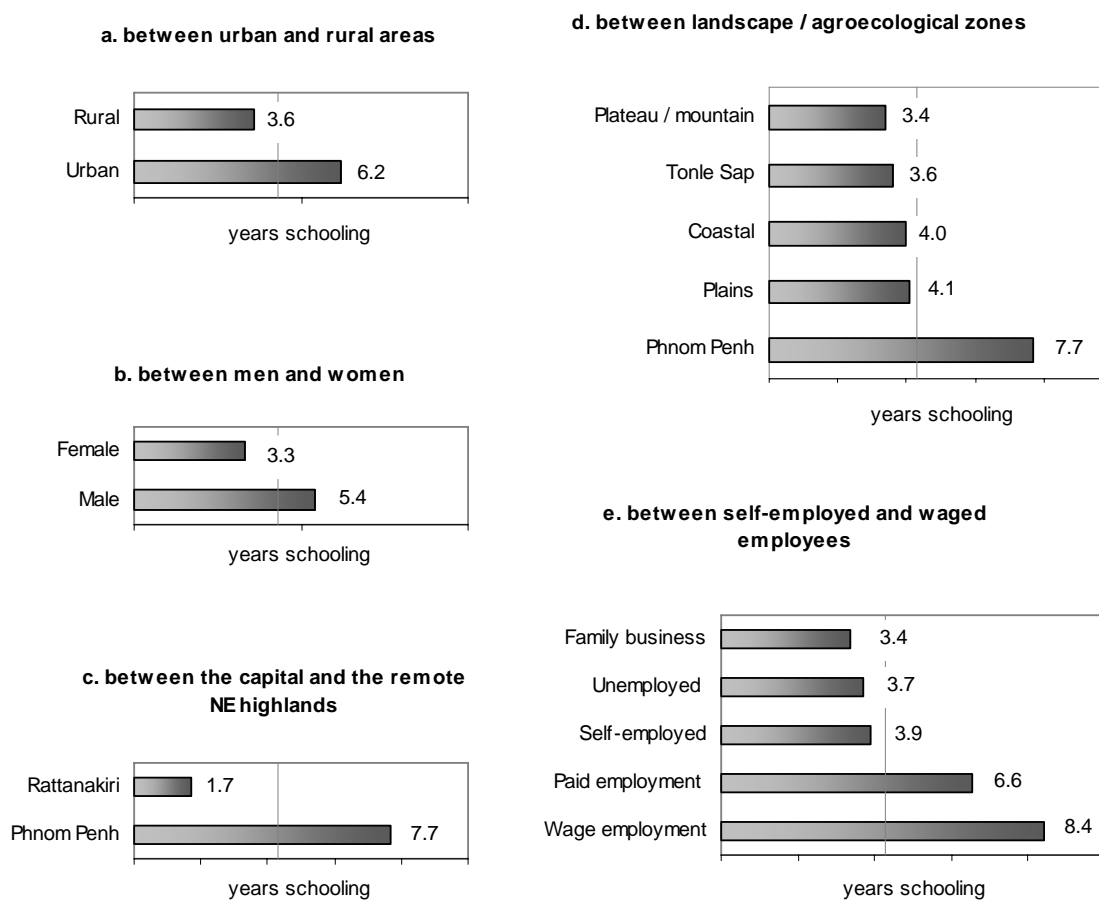 a. between urban and rural areas
Rural 3.6
Urban 6.2
years schooling
b. between men and women
Female 3.3
Male 5.4
years schooling
c. between the capital and the remote
NE highlands
Rattanakiri 1.7
Phnom Penh 7.7
years schooling
d. between landscape / agroecological zones
Plateau / mountain 3.4
Tonle Sap 3.6
Coastal 4.0
Plains 4.1
Phnom Penh 7.7
years schooling
e. between self-employed and waged
employees
Family business 3.4
Unemployed 3.7
Self-employed 3.9
Paid employment 6.6
Wage employment 8.4
years schooling